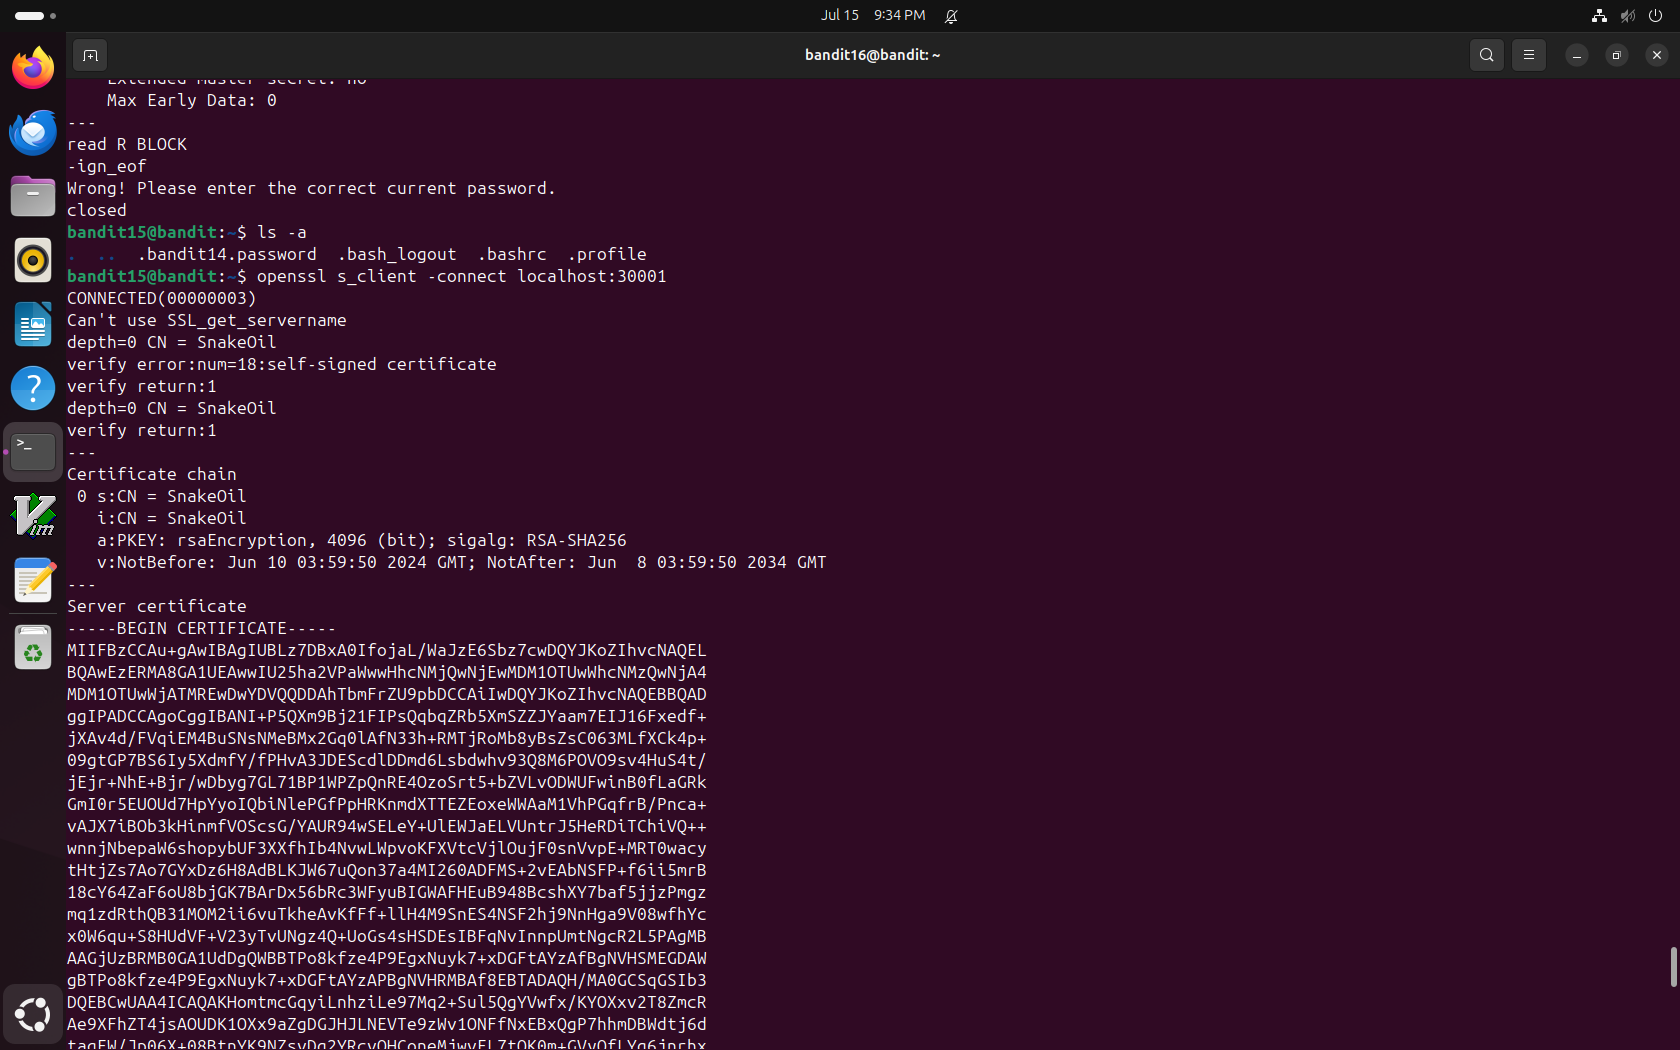 Jul 15 9:34 PM
bandit16@bandit: ~
Extended Master secret: no
Max Early Data: 0
---
read R BLOCK
-ign_eof
Wrong! Please enter the correct current password.
closed
bandit15@bandit:~$ ls -a
. .. .bandit14.password .bash_logout .bashrc .profile
bandit15@bandit:~$ openssl s_client -connect localhost:30001
CONNECTED(00000003)
Can't use SSL_get_servername
depth=0 CN = SnakeOil
verify error:num=18:self-signed certificate
verify return:1
depth=0 CN = SnakeOil
verify return:1
---
Certificate chain
0 s:CN = SnakeOil
i:CN = SnakeOil
a:PKEY: rsaEncryption, 4096 (bit); sigalg: RSA-SHA256
v:NotBefore: Jun 10 03:59:50 2024 GMT; NotAfter: Jun  8 03:59:50 2034 GMT
---
Server certificate
-----BEGIN CERTIFICATE-----
MIIFBzCCAu+gAwIBAgIUBLz7DBxA0IfojaL/WaJzE6Sbz7cwDQYJKoZIhvcNAQEL
BQAwEzERMA8GA1UEAwwIU25ha2VPaWwwHhcNMjQwNjEwMDM1OTUwWhcNMzQwNjA4
MDM1OTUwWjATMREwDwYDVQQDDAhTbmFrZU9pbDCCAiIwDQYJKoZIhvcNAQEBBQAD
ggIPADCCAgoCggIBANI+P5QXm9Bj21FIPsQqbqZRb5XmSZZJYaam7EIJ16Fxedf+
jXAv4d/FVqiEM4BuSNsNMeBMx2Gq0lAfN33h+RMTjRoMb8yBsZsC063MLfXCk4p+
09gtGP7BS6Iy5XdmfY/fPHvA3JDEScdlDDmd6Lsbdwhv93Q8M6POVO9sv4HuS4t/
jEjr+NhE+Bjr/wDbyg7GL71BP1WPZpQnRE4OzoSrt5+bZVLvODWUFwinB0fLaGRk
GmI0r5EUOUd7HpYyoIQbiNlePGfPpHRKnmdXTTEZEoxeWWAaM1VhPGqfrB/Pnca+
vAJX7iBOb3kHinmfVOScsG/YAUR94wSELeY+UlEWJaELVUntrJ5HeRDiTChiVQ++
wnnjNbepaW6shopybUF3XXfhIb4NvwLWpvoKFXVtcVjlOujF0snVvpE+MRT0wacy
tHtjZs7Ao7GYxDz6H8AdBLKJW67uQon37a4MI260ADFMS+2vEAbNSFP+f6ii5mrB
18cY64ZaF6oU8bjGK7BArDx56bRc3WFyuBIGWAFHEuB948BcshXY7baf5jjzPmgz
mq1zdRthQB31MOM2ii6vuTkheAvKfFf+llH4M9SnES4NSF2hj9NnHga9V08wfhYc
x0W6qu+S8HUdVF+V23yTvUNgz4Q+UoGs4sHSDEsIBFqNvInnpUmtNgcR2L5PAgMB
AAGjUzBRMB0GA1UdDgQWBBTPo8kfze4P9EgxNuyk7+xDGFtAYzAfBgNVHSMEGDAW
gBTPo8kfze4P9EgxNuyk7+xDGFtAYzAPBgNVHRMBAf8EBTADAQH/MA0GCSqGSIb3
DQEBCwUAA4ICAQAKHomtmcGqyiLnhziLe97Mq2+Sul5QgYVwfx/KYOXxv2T8ZmcR
Ae9XFhZT4jsAOUDK1OXx9aZgDGJHJLNEVTe9zWv1ONFfNxEBxQgP7hhmDBWdtj6d